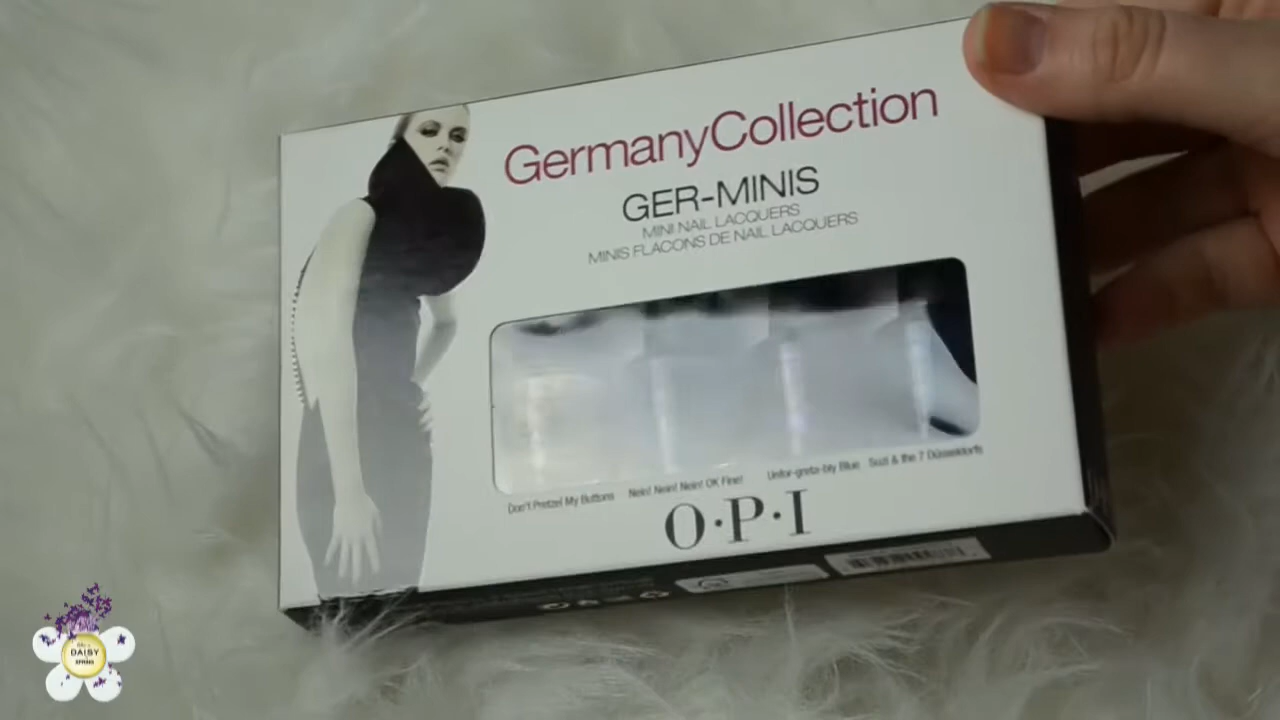 GermanyCollection
GER-MINIS
MINI NAIL LACQUERS
MINIS FLACONS DE NAIL LACQUERS
Don't Pretzel My Buttons Nein! Nein! Nein! OK Fine! Unfor-greta-bly Blue Suzi & the 7 Düsseldorfs
O·P·I
DAISY